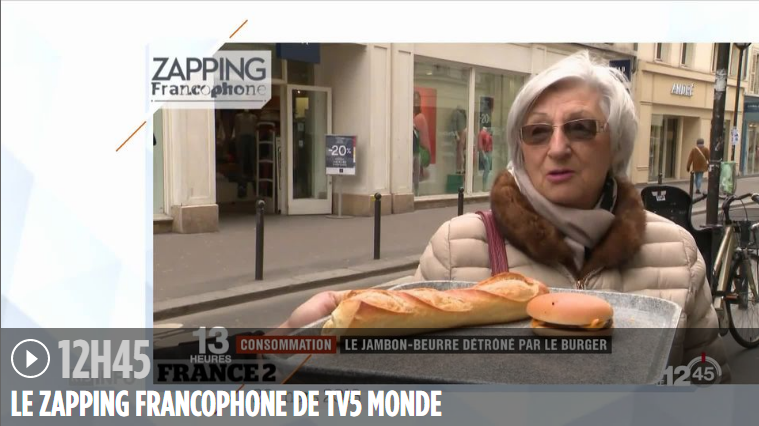 ZAPPING
Francophone
-20%
ANDRÉ
13
HEURES
FRANCE 2
CONSOMMATION LE JAMBON-BEURRE DÉTRÔNÉ PAR LE BURGER
12H45
12 45
LE ZAPPING FRANCOPHONE DE TV5 MONDE